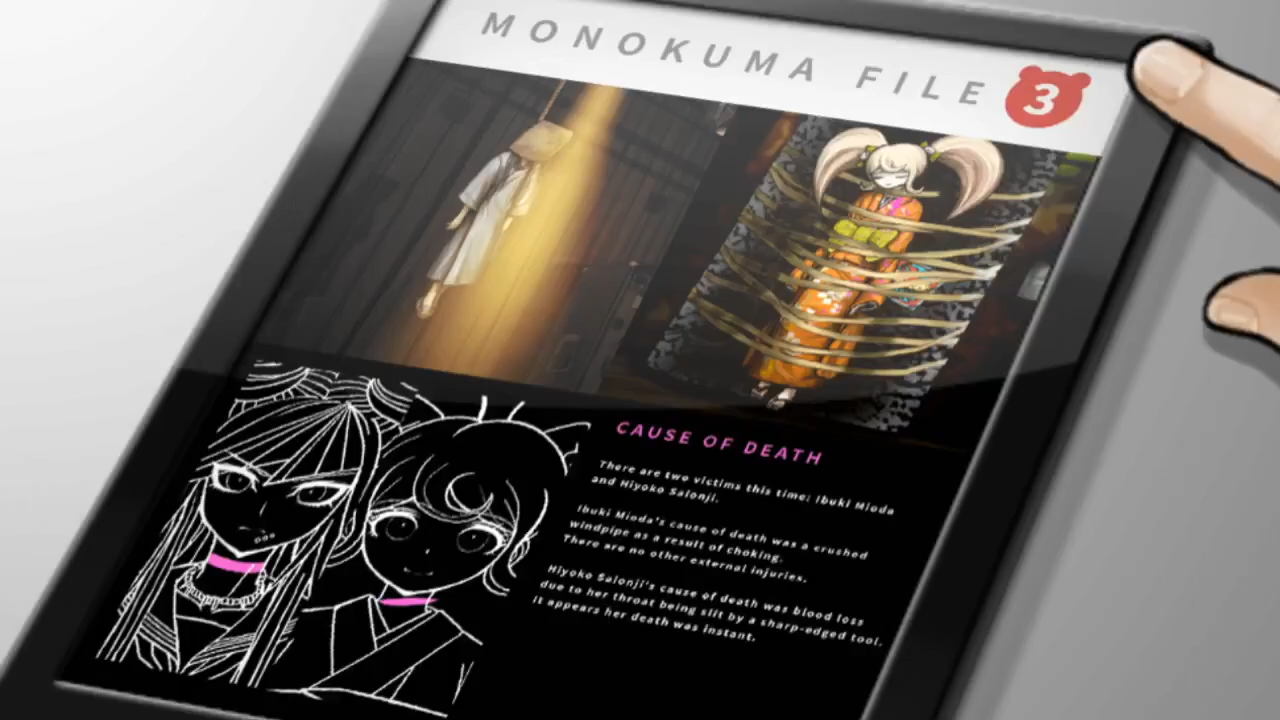 MONOKUMA FILE 3
CAUSE OF DEATH
There are two victims this time: Ibuki Mioda
and Hiyoko Saionji.
Ibuki Mioda's cause of death was a crushed
windpipe as a result of choking.
There are no other external injuries.
Hiyoko Saionji's cause of death was blood loss
due to her throat being slit by a sharp-edged tool.
It appears her death was instant.